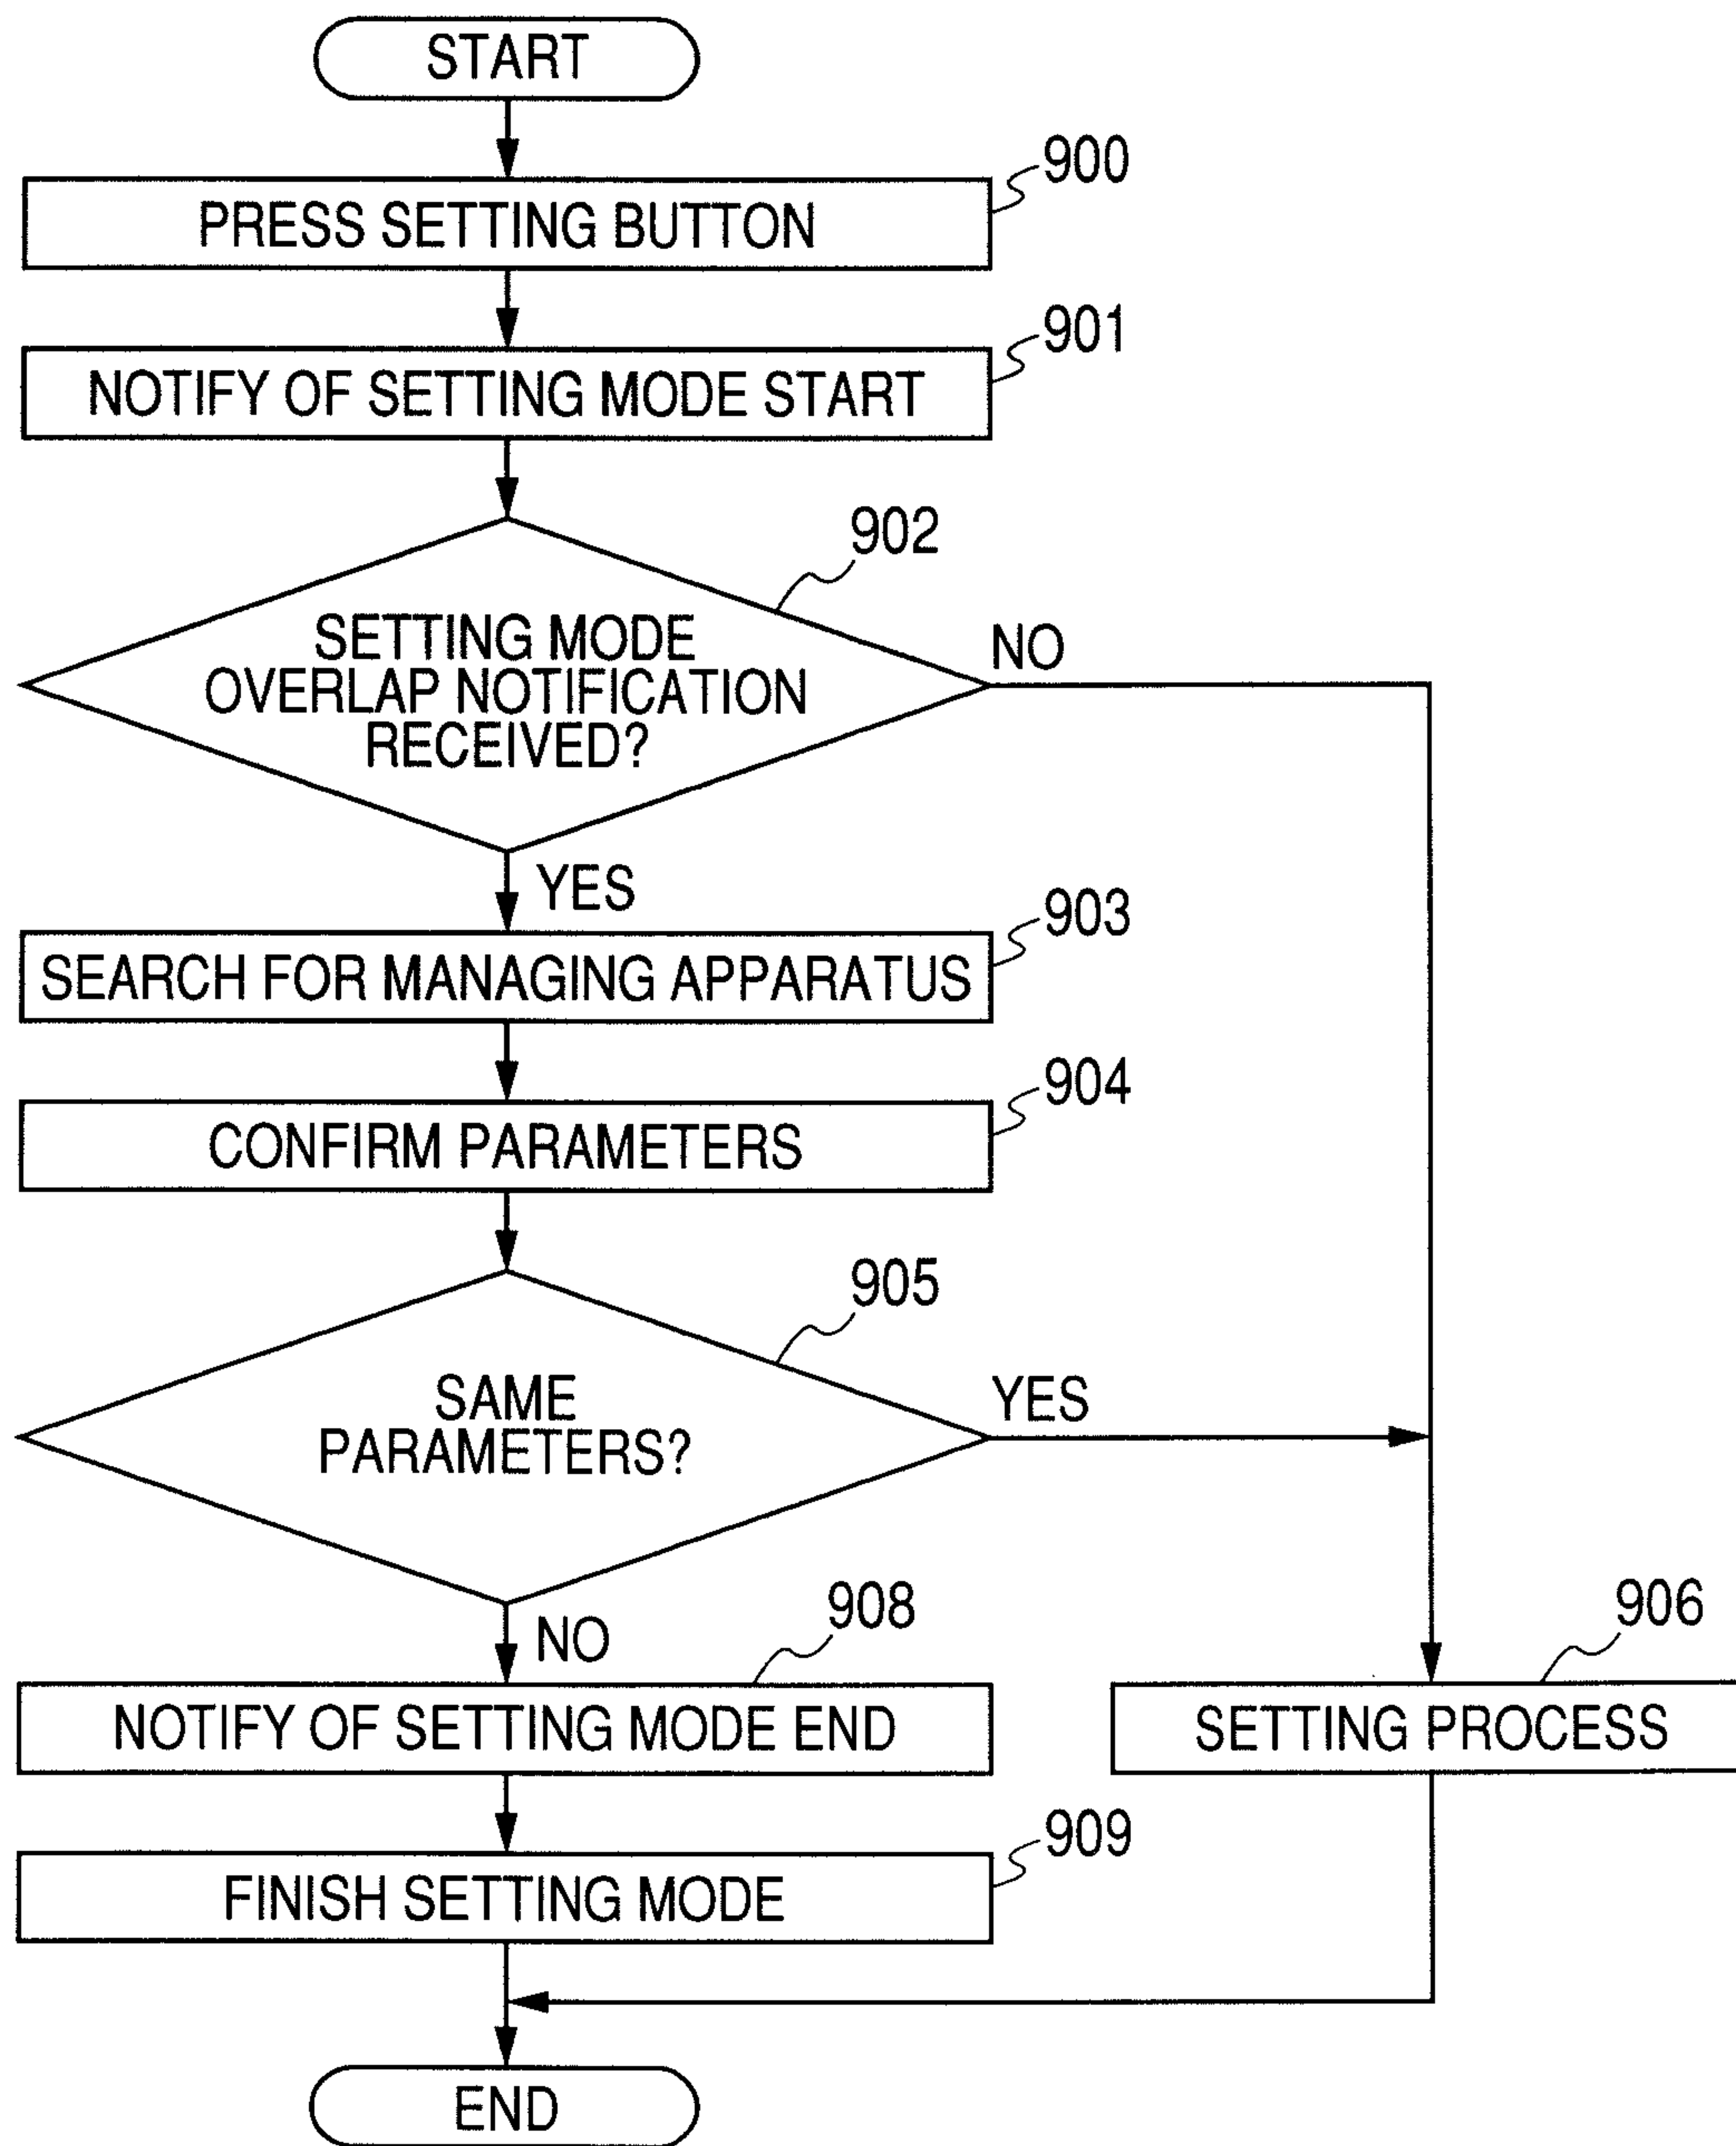 START
900
PRESS SETTING BUTTON
901
NOTIFY OF SETTING MODE START
902
SETTING MODE
OVERLAP NOTIFICATION
RECEIVED?
NO
YES
903
SEARCH FOR MANAGING APPARATUS
904
CONFIRM PARAMETERS
905
SAME
PARAMETERS?
YES
NO
908
NOTIFY OF SETTING MODE END
906
SETTING PROCESS
909
FINISH SETTING MODE
END